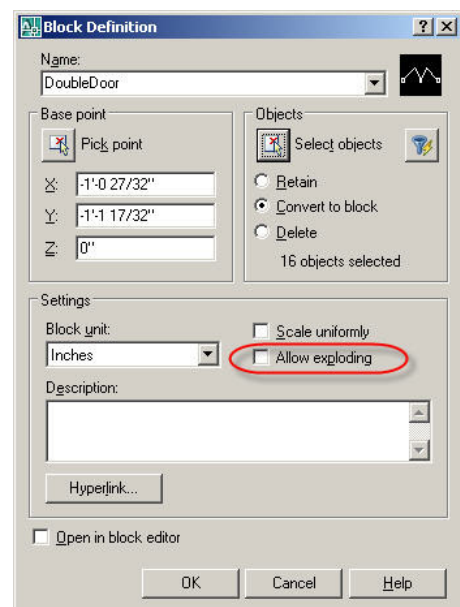 Block Definition
Name:
DoubleDoor
Base point
Pick point
X: -1'-0 27/32"
Y: -1'-1 17/32"
Z: 0"
Objects
Select objects
Retain
Convert to block
Delete
16 objects selected
Settings
Block unit:
Inches
Scale uniformly
Allow exploding
Description:
Hyperlink...
Open in block editor
OK Cancel Help